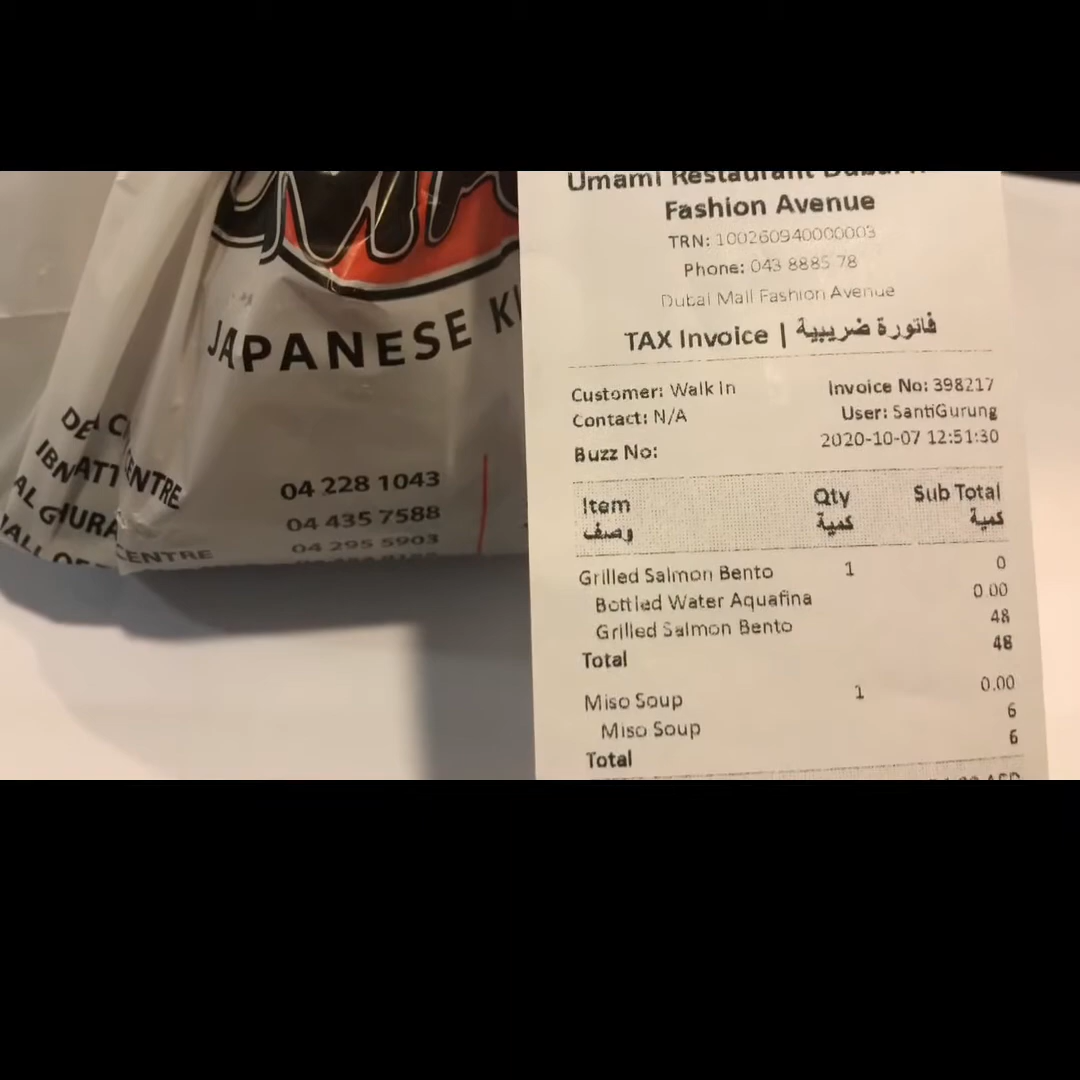 JAPANESE
04 228 1043
04 435 7588
04 295 5903
CENTRE
Umami Restaurant
Fashion Avenue
TRN: 100260940000003
Phone: 043 8885 78
Dubai Mall Fashion Avenue
TAX Invoice | فاتورة ضريبية
Customer: Walk In Invoice No: 398217
Contact: N/A User: SantiGurung
Buzz No: 2020-10-07 12:51:30
Item Qty Sub Total
وصف كمية كمية
Grilled Salmon Bento 1 0
Bottled Water Aquafina 0.00
Grilled Salmon Bento 48
Total 48
Miso Soup 1 0.00
Miso Soup 6
Total 6